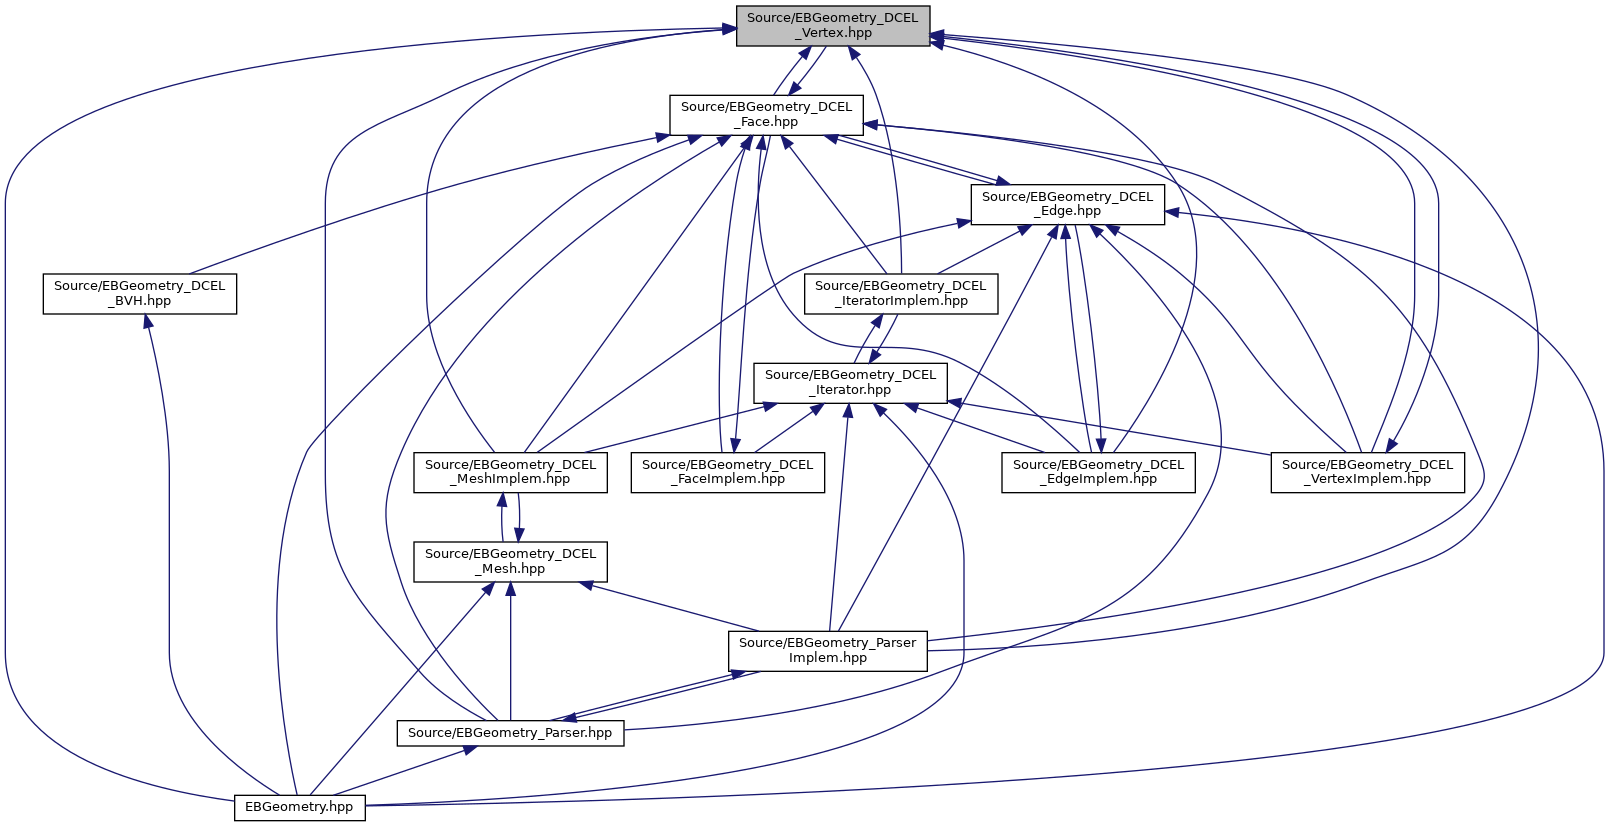 Source/EBGeometry_DCEL
_Vertex.hpp
Source/EBGeometry_DCEL
_Face.hpp
Source/EBGeometry_DCEL
_Edge.hpp
Source/EBGeometry_DCEL
_BVH.hpp
Source/EBGeometry_DCEL
_IteratorImplem.hpp
Source/EBGeometry_DCEL
_Iterator.hpp
Source/EBGeometry_DCEL
_MeshImplem.hpp
Source/EBGeometry_DCEL
_FaceImplem.hpp
Source/EBGeometry_DCEL
_EdgeImplem.hpp
Source/EBGeometry_DCEL
_VertexImplem.hpp
Source/EBGeometry_DCEL
_Mesh.hpp
Source/EBGeometry_Parser
Implem.hpp
Source/EBGeometry_Parser.hpp
EBGeometry.hpp